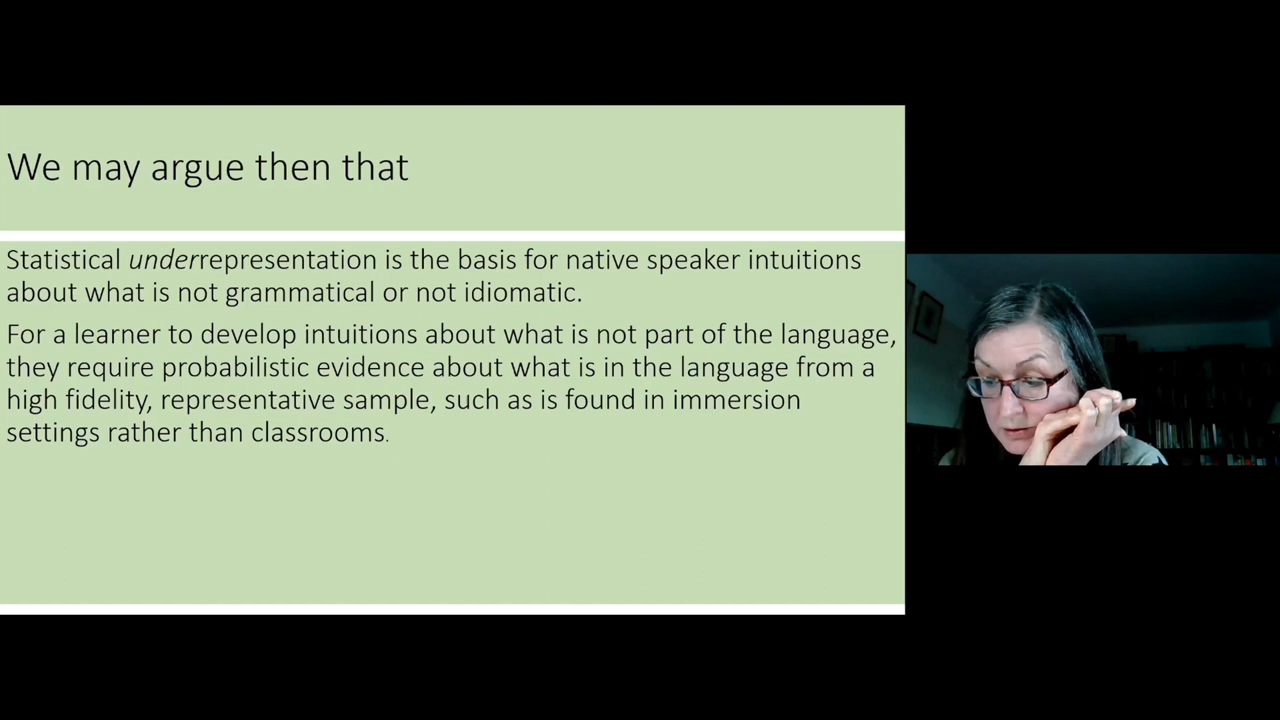 We may argue then that
Statistical underrepresentation is the basis for native speaker intuitions
about what is not grammatical or not idiomatic.
For a learner to develop intuitions about what is not part of the language,
they require probabilistic evidence about what is in the language from a
high fidelity, representative sample, such as is found in immersion
settings rather than classrooms.